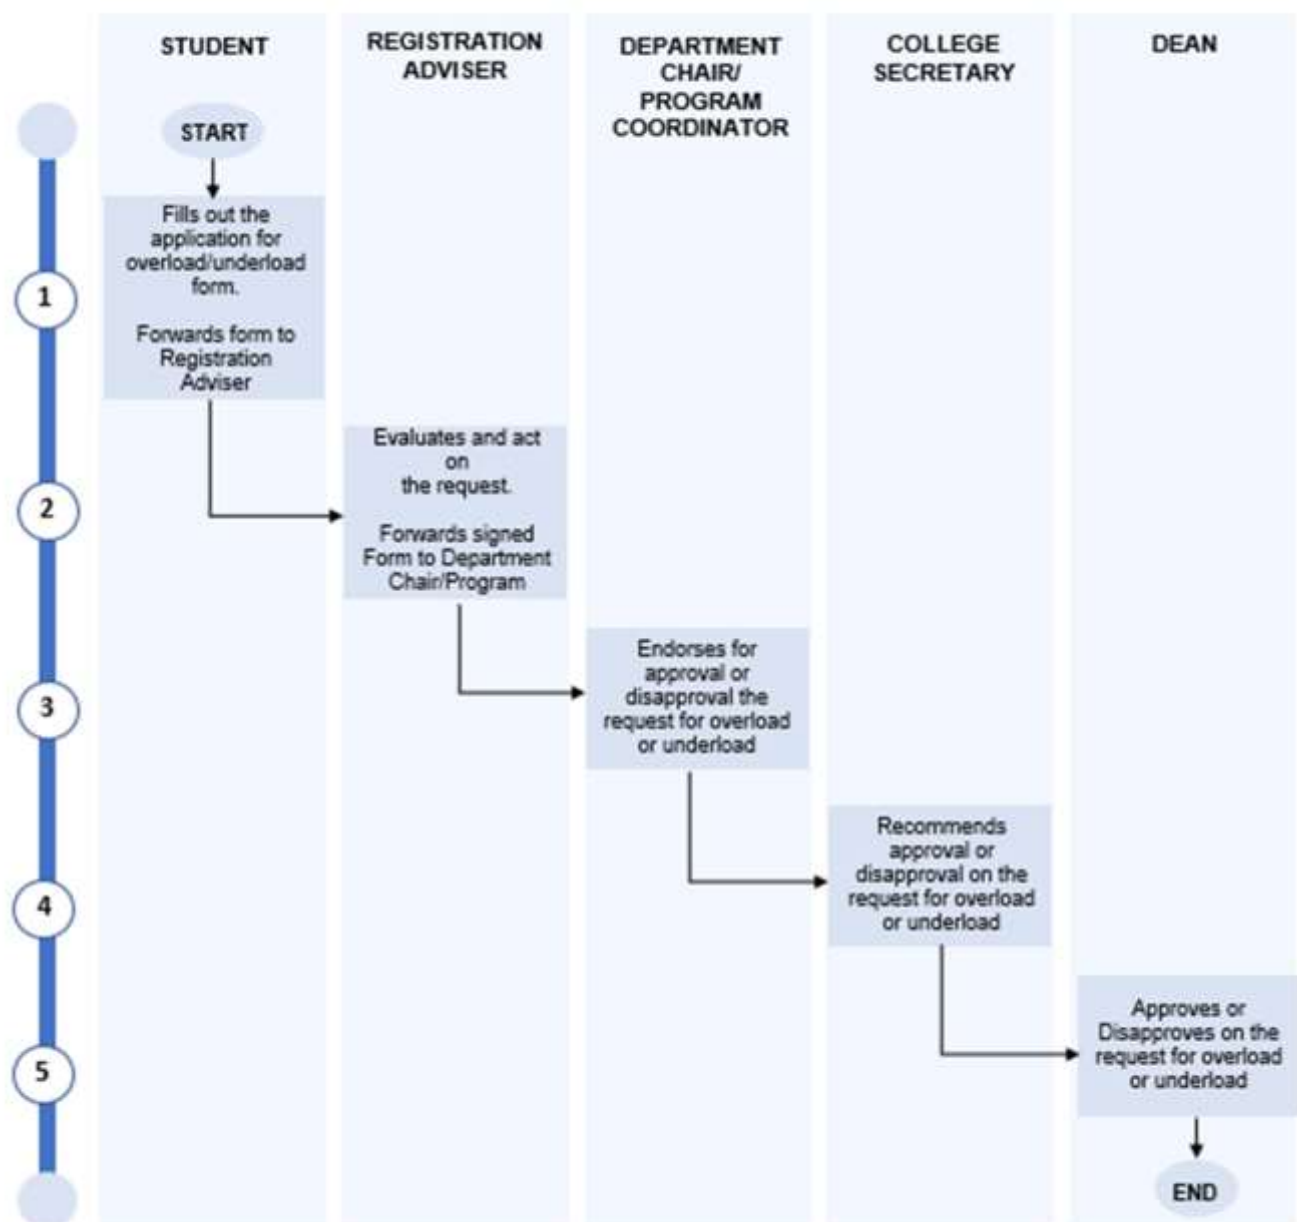 STUDENT
REGISTRATION
ADVISER
DEPARTMENT
CHAIR/
PROGRAM
COORDINATOR
COLLEGE
SECRETARY
DEAN
START
1
Fills out the
application for
overload/underload
form.
Forwards form to
Registration
Adviser
2
Evaluates and act
on
the request.
Forwards signed
Form to Department
Chair/Program
3
Endorses for
approval or
disapproval the
request for overload
or underload
4
Recommends
approval or
disapproval on the
request for overload
or underload
5
Approves or
Disapproves on the
request for overload
or underload
END